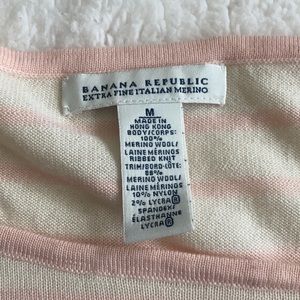 BANANA REPUBLIC
EXTRA FINE ITALIAN MERINO
M
MADE IN
HONG KONG
BODY/CORPS:
100%
MERINO WOOL/
LAINE MÉRINOS
RIBBED KNIT
TRIM/BORD-CÔTE:
88%
MERINO WOOL/
LAINE MÉRINOS
10% NYLON
2% LYCRA®
SPANDEX/
ÉLASTHANNE
LYCRA®